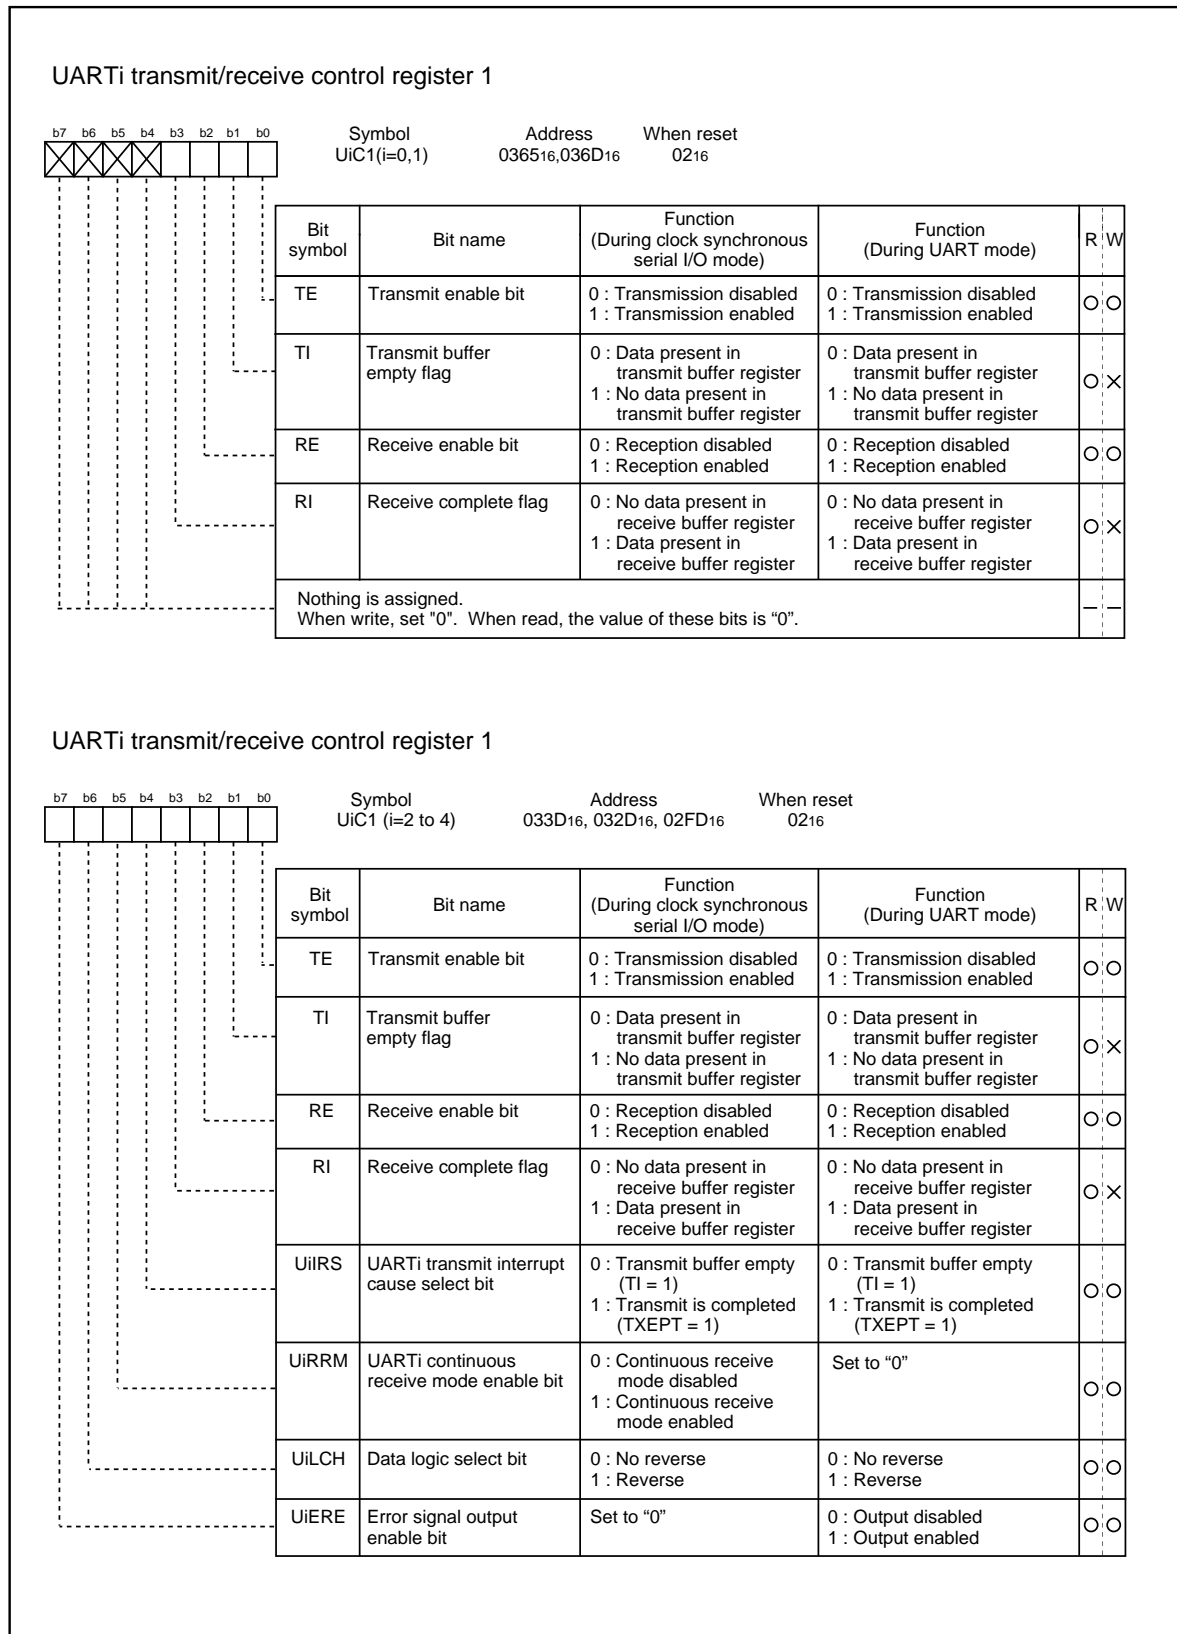 UARTi transmit/receive control register 1
b7 b6 b5 b4 b3 b2 b1 b0
Symbol Address When reset
UiC1(i=0,1) 036516,036D16 0216
Bit symbol Bit name Function (During clock synchronous serial I/O mode) Function (During UART mode) R W
TE Transmit enable bit 0 : Transmission disabled 0 : Transmission disabled
1 : Transmission enabled 1 : Transmission enabled
TI Transmit buffer 0 : Data present in 0 : Data present in
empty flag transmit buffer register transmit buffer register
1 : No data present in 1 : No data present in
transmit buffer register transmit buffer register
RE Receive enable bit 0 : Reception disabled 0 : Reception disabled
1 : Reception enabled 1 : Reception enabled
RI Receive complete flag 0 : No data present in 0 : No data present in
receive buffer register receive buffer register
1 : Data present in 1 : Data present in
receive buffer register receive buffer register
Nothing is assigned.
When write, set "0". When read, the value of these bits is “0”.
UARTi transmit/receive control register 1
b7 b6 b5 b4 b3 b2 b1 b0
Symbol Address When reset
UiC1 (i=2 to 4) 033D16, 032D16, 02FD16 0216
Bit symbol Bit name Function (During clock synchronous serial I/O mode) Function (During UART mode) R W
TE Transmit enable bit 0 : Transmission disabled 0 : Transmission disabled
1 : Transmission enabled 1 : Transmission enabled
TI Transmit buffer 0 : Data present in 0 : Data present in
empty flag transmit buffer register transmit buffer register
1 : No data present in 1 : No data present in
transmit buffer register transmit buffer register
RE Receive enable bit 0 : Reception disabled 0 : Reception disabled
1 : Reception enabled 1 : Reception enabled
RI Receive complete flag 0 : No data present in 0 : No data present in
receive buffer register receive buffer register
1 : Data present in 1 : Data present in
receive buffer register receive buffer register
UiIRS UARTi transmit interrupt 0 : Transmit buffer empty 0 : Transmit buffer empty
cause select bit (TI = 1) (TI = 1)
1 : Transmit is completed 1 : Transmit is completed
(TXEPT = 1) (TXEPT = 1)
UiRRM UARTi continuous 0 : Continuous receive Set to “0”
receive mode enable bit mode disabled
1 : Continuous receive
mode enabled
UiLCH Data logic select bit 0 : No reverse 0 : No reverse
1 : Reverse 1 : Reverse
UiERE Error signal output Set to “0” 0 : Output disabled
enable bit 1 : Output enabled